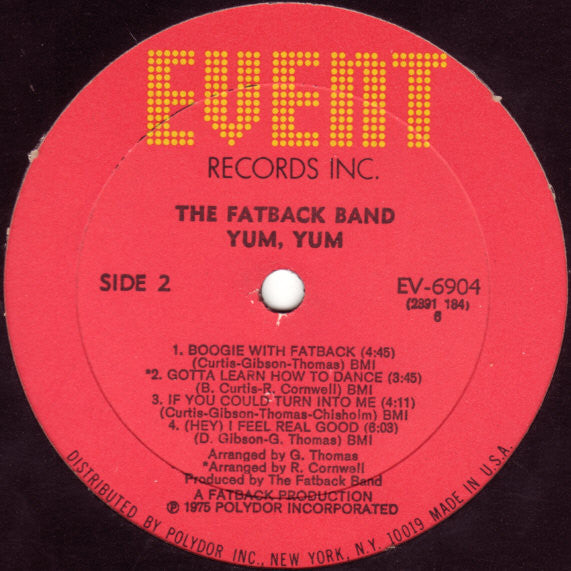 EVENT
RECORDS INC.
THE FATBACK BAND
YUM, YUM
SIDE 2
EV-6904
(2391 184)
6
1. BOOGIE WITH FATBACK (4:45)
(Curtis-Gibson-Thomas) BMI
*2. GOTTA LEARN HOW TO DANCE (3:45)
(B. Curtis-R. Cornwell) BMI
3. IF YOU COULD TURN INTO ME (4:11)
(Curtis-Gibson-Thomas-Chisholm) BMI
4. (HEY) I FEEL REAL GOOD (6:03)
(D. Gibson-G. Thomas) BMI
Arranged by G. Thomas
*Arranged by R. Cornwell
Produced by The Fatback Band
A FATBACK PRODUCTION
℗ 1975 POLYDOR INCORPORATED
DISTRIBUTED BY POLYDOR INC., NEW YORK, N.Y. 10019 MADE IN U.S.A.